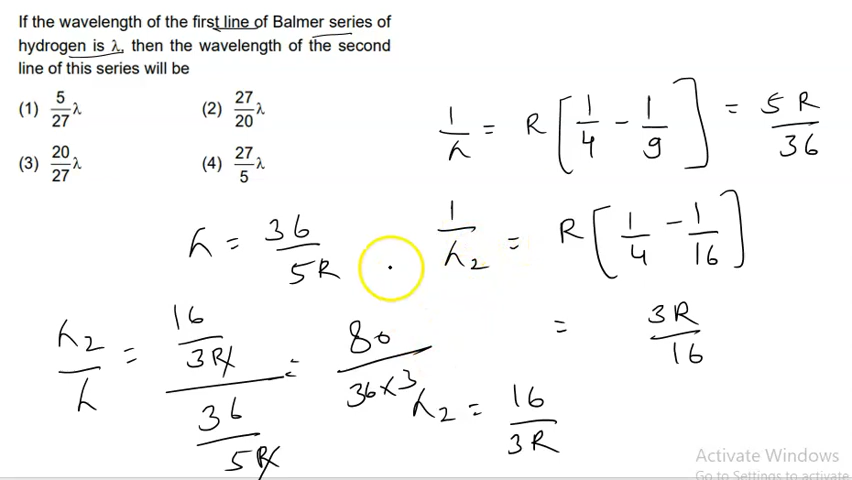 If the wavelength of the first line of Balmer series of
hydrogen is λ, then the wavelength of the second
line of this series will be
(1) 5/27 λ (2) 27/20 λ
(3) 20/27 λ (4) 27/5 λ
1/λ = R[1/4 − 1/9] = 5R/36
λ = 36/5R
1/λ₂ = R[1/4 − 1/16]
= 3R/16
λ₂ = 16/3R
λ₂/λ = (16/3R)/(36/5R) = 80/36×3
Activate Windows
Go to Settings to activate